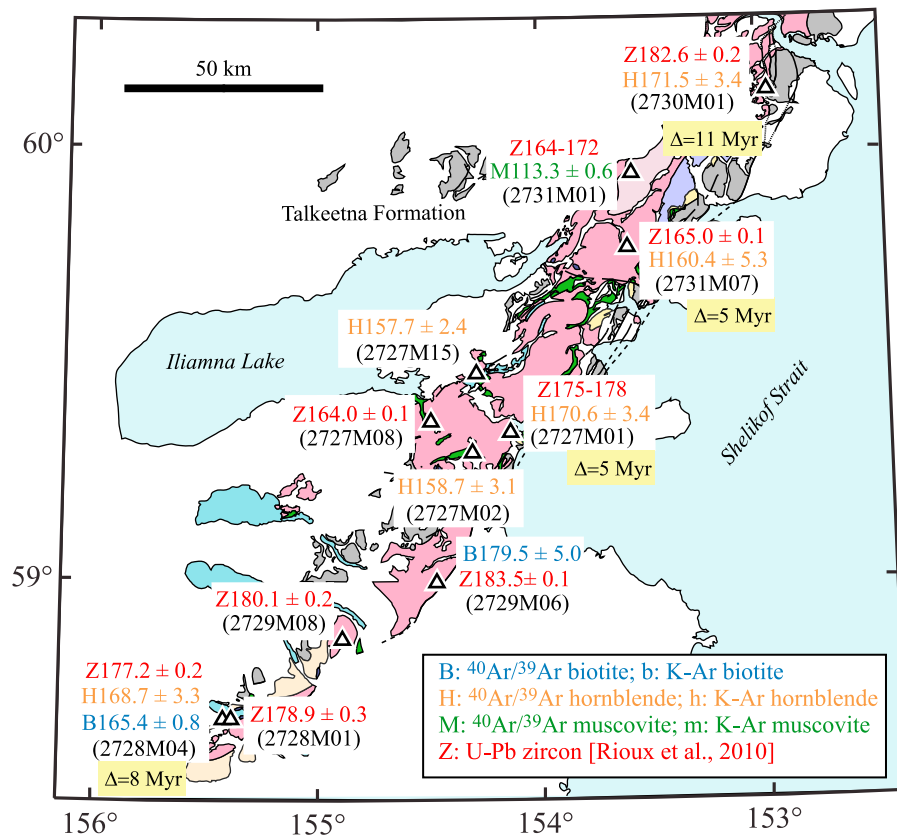 50 km
Z182.6 ± 0.2
H171.5 ± 3.4
(2730M01)
Δ=11 Myr
60°
Z164-172
M113.3 ± 0.6
(2731M01)
Talkeetna Formation
Z165.0 ± 0.1
H160.4 ± 5.3
(2731M07)
Δ=5 Myr
H157.7 ± 2.4
(2727M15)
Iliamna Lake
Shelikof Strait
Z175-178
H170.6 ± 3.4
(2727M01)
Δ=5 Myr
Z164.0 ± 0.1
(2727M08)
H158.7 ± 3.1
(2727M02)
B179.5 ± 5.0
Z183.5± 0.1
(2729M06)
59°
Z180.1 ± 0.2
(2729M08)
Z177.2 ± 0.2
H168.7 ± 3.3
B165.4 ± 0.8
(2728M04)
Δ=8 Myr
Z178.9 ± 0.3
(2728M01)
B: ⁴⁰Ar/³⁹Ar biotite; b: K-Ar biotite
H: ⁴⁰Ar/³⁹Ar hornblende; h: K-Ar hornblende
M: ⁴⁰Ar/³⁹Ar muscovite; m: K-Ar muscovite
Z: U-Pb zircon [Rioux et al., 2010]
156°
155°
154°
153°